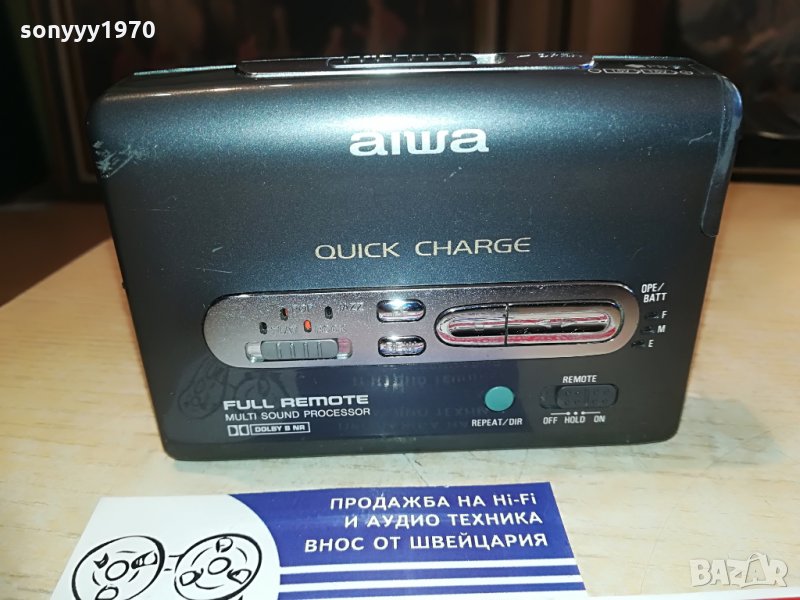 sonyyy1970
aiwa
QUICK CHARGE
OPE/
BATT
F
M
E
FULL REMOTE
MULTI SOUND PROCESSOR
DOLBY B NR
REPEAT/DIR
REMOTE
OFF HOLD ON
ПРОДАЖБА НА Hi-Fi
И АУДИО ТЕХНИКА
ВНОС ОТ ШВЕЙЦАРИЯ
BAZAR